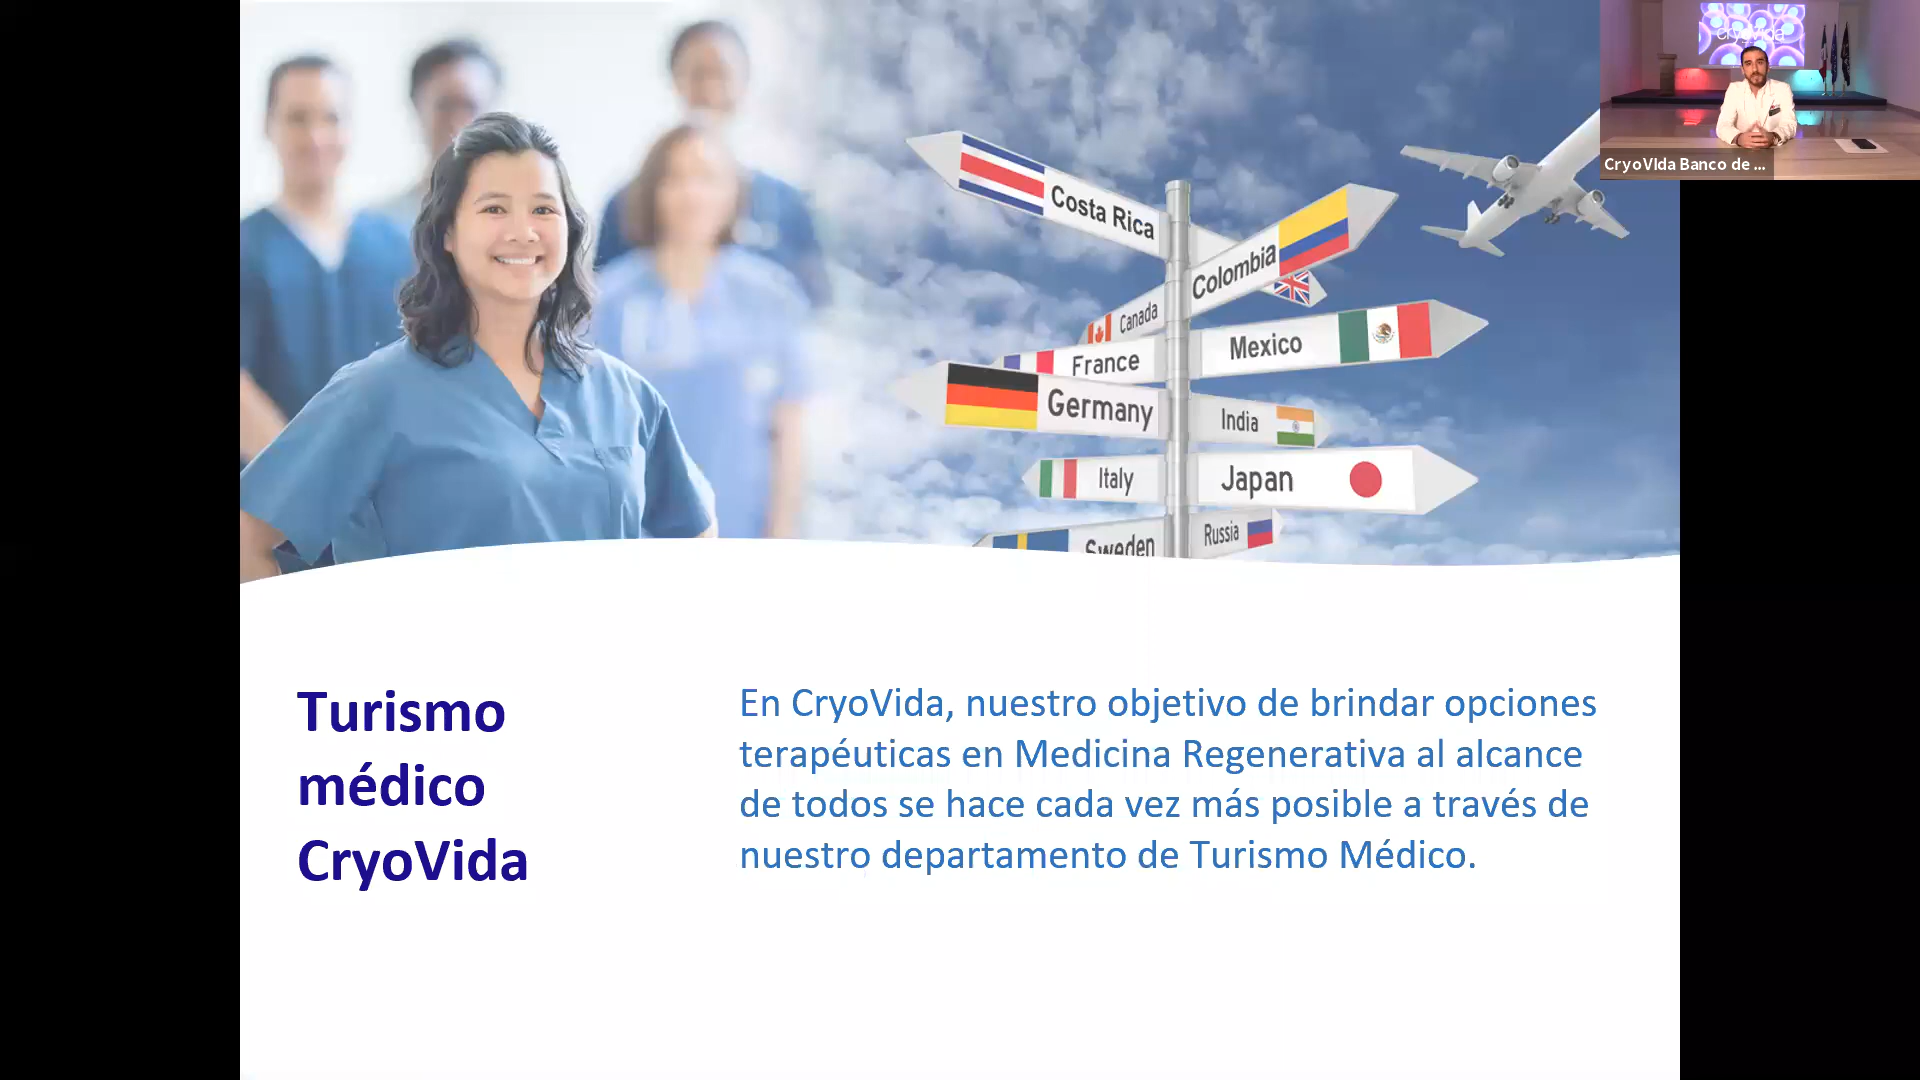 CryoVida
CryoVIda Banco de ...
Costa Rica
Colombia
Canada
Mexico
France
Germany
India
Italy
Japan
Sweden
Russia
Turismo
médico
CryoVida
En CryoVida, nuestro objetivo de brindar opciones
terapéuticas en Medicina Regenerativa al alcance
de todos se hace cada vez más posible a través de
nuestro departamento de Turismo Médico.